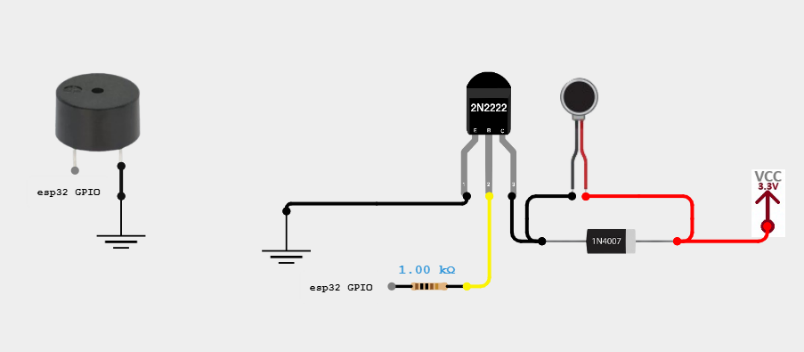 esp32 GPIO
2N2222
E B C
1N4007
VCC
3.3V
1.00 kΩ
esp32 GPIO